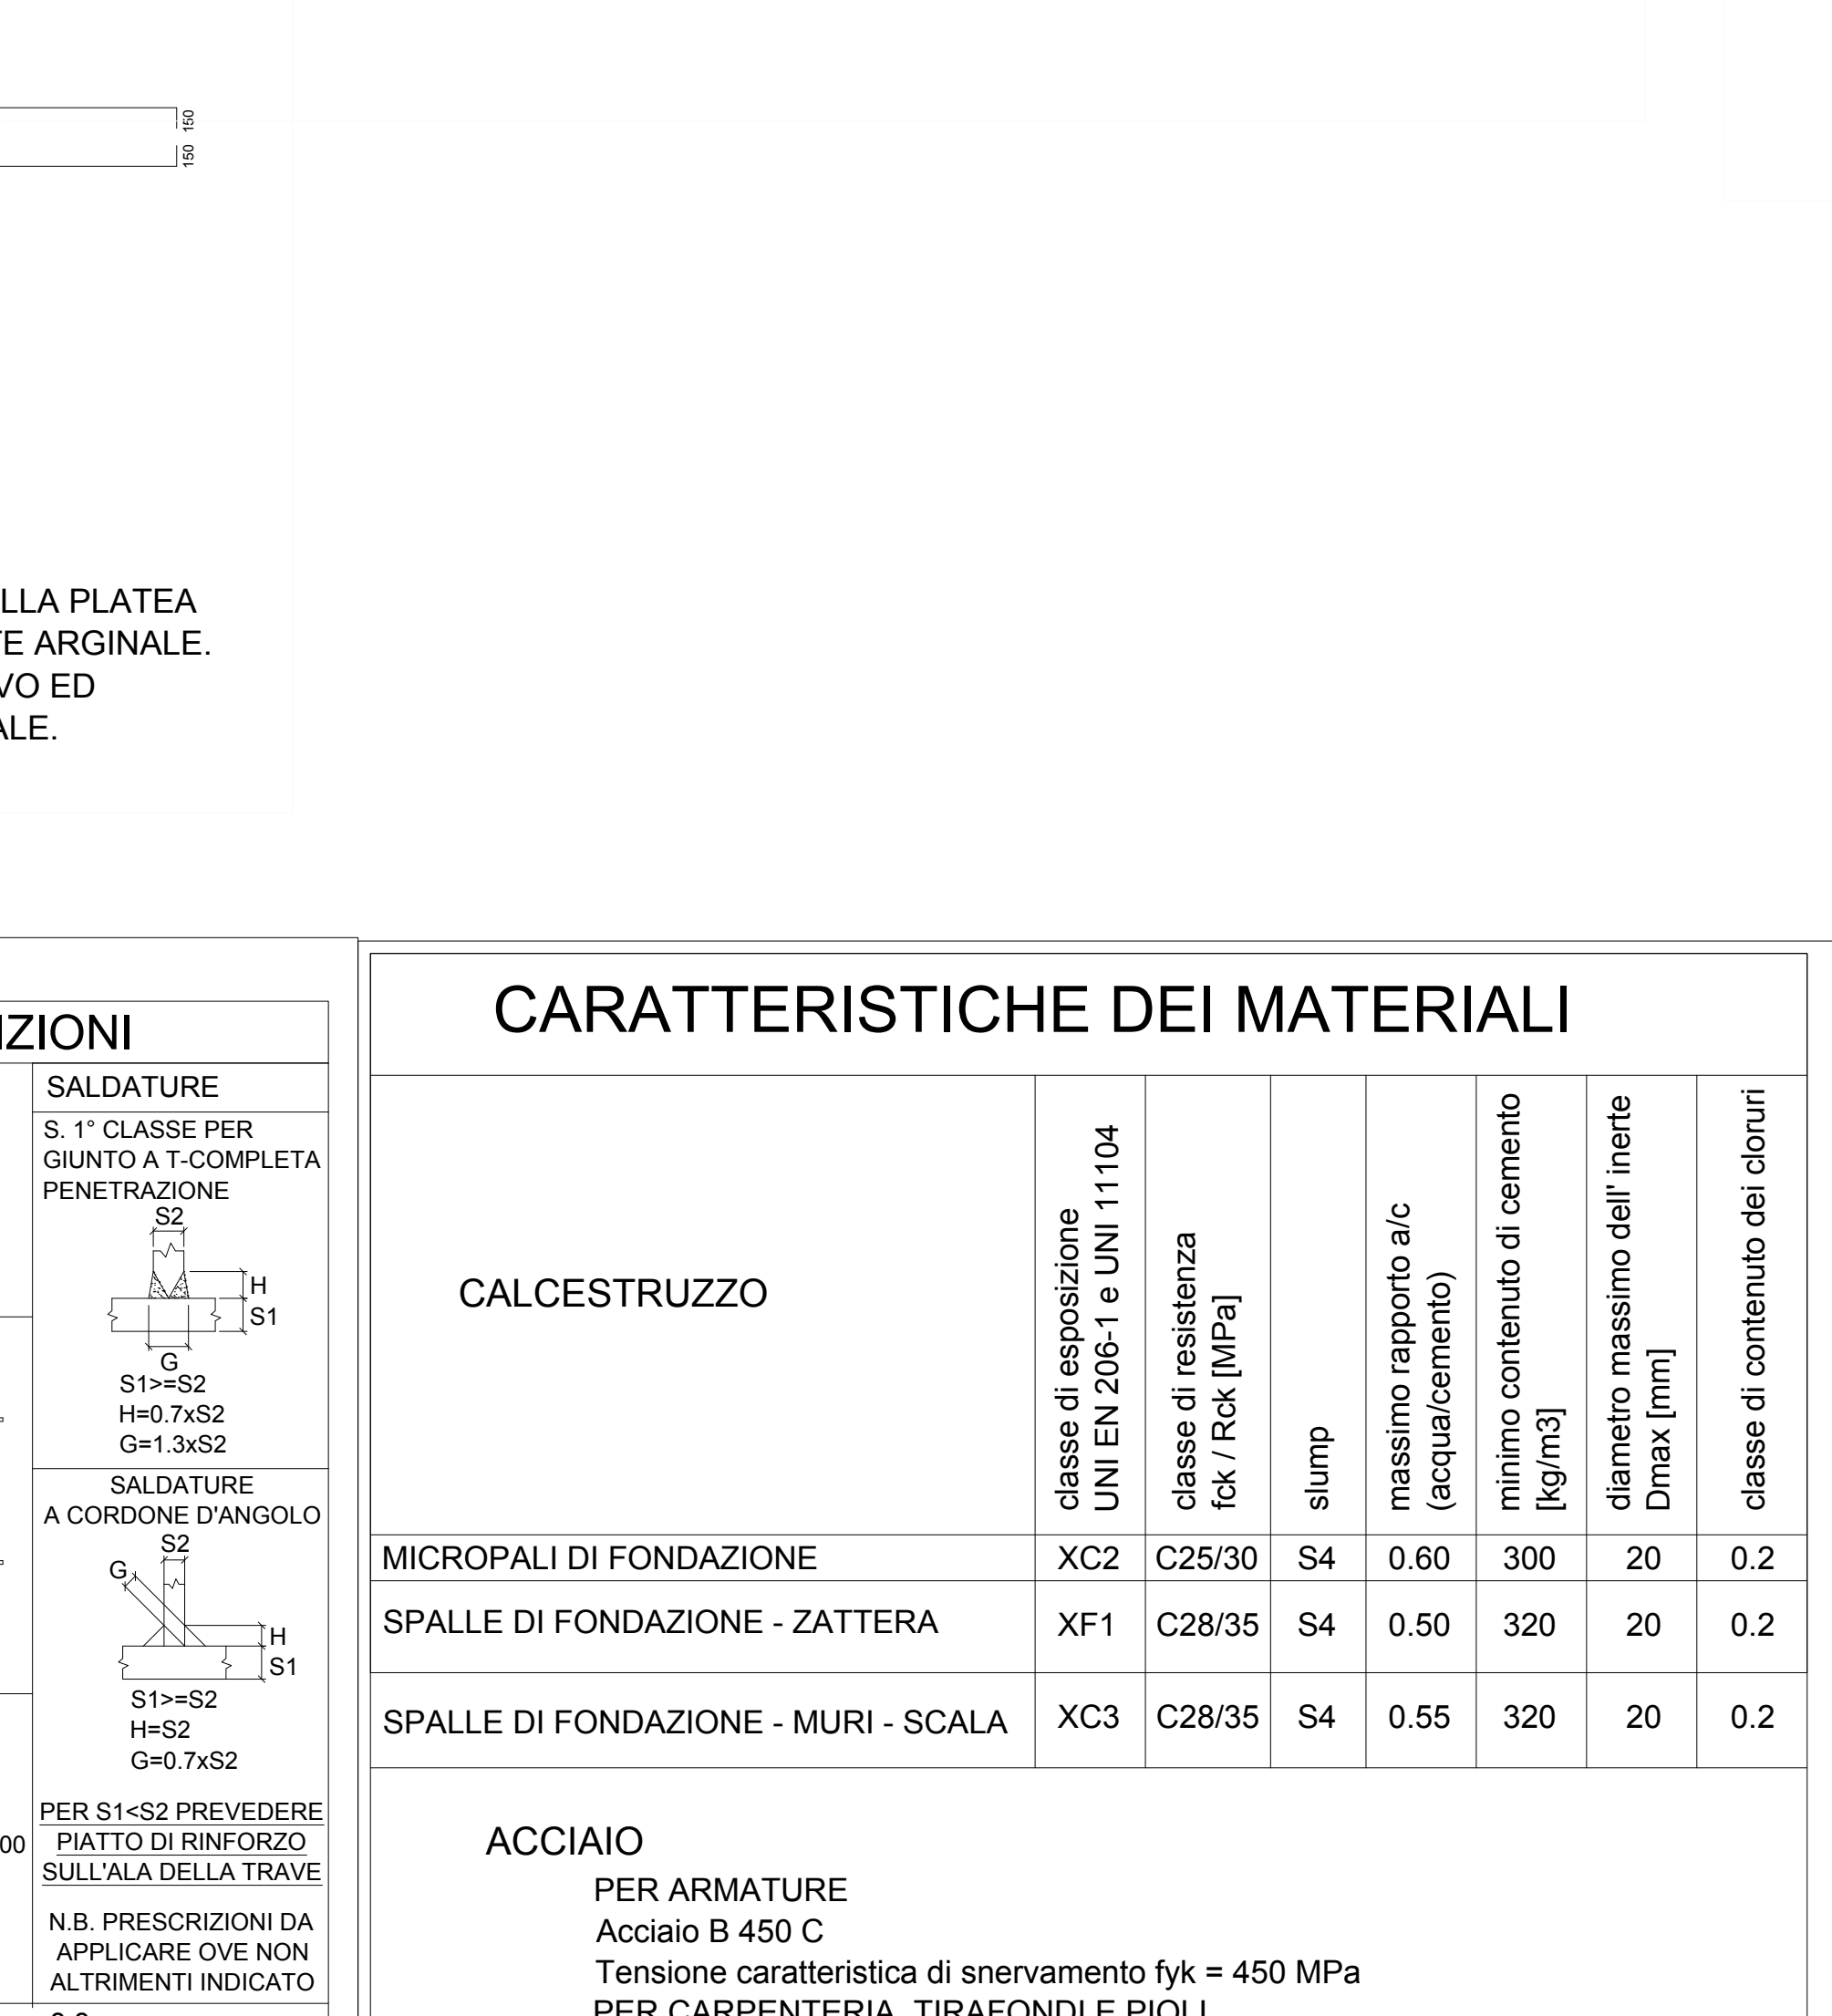 150
150
LLA PLATEA
E ARGINALE.
VO ED
ALE.
IZIONI
SALDATURE
S. 1° CLASSE PER
GIUNTO A T-COMPLETA
PENETRAZIONE
S2
H
S1
G
S1>=S2
H=0.7xS2
G=1.3xS2
SALDATURE
A CORDONE D'ANGOLO
S2
G
H
S1
S1>=S2
H=S2
G=0.7xS2
PER S1<S2 PREVEDERE
PIATTO DI RINFORZO
SULL'ALA DELLA TRAVE
00
N.B. PRESCRIZIONI DA
APPLICARE OVE NON
ALTRIMENTI INDICATO
CARATTERISTICHE DEI MATERIALI
CALCESTRUZZO
classe di esposizione
UNI EN 206-1 e UNI 11104
classe di resistenza
fck / Rck [MPa]
slump
massimo rapporto a/c
(acqua/cemento)
minimo contenuto di cemento
[kg/m3]
diametro massimo dell' inerte
Dmax [mm]
classe di contenuto dei cloruri
MICROPALI DI FONDAZIONE XC2 C25/30 S4 0.60 300 20 0.2
SPALLE DI FONDAZIONE - ZATTERA XF1 C28/35 S4 0.50 320 20 0.2
SPALLE DI FONDAZIONE - MURI - SCALA XC3 C28/35 S4 0.55 320 20 0.2
ACCIAIO
PER ARMATURE
Acciaio B 450 C
Tensione caratteristica di snervamento fyk = 450 MPa
PER CARPENTERIA, TIRAFONDI E PIOLI